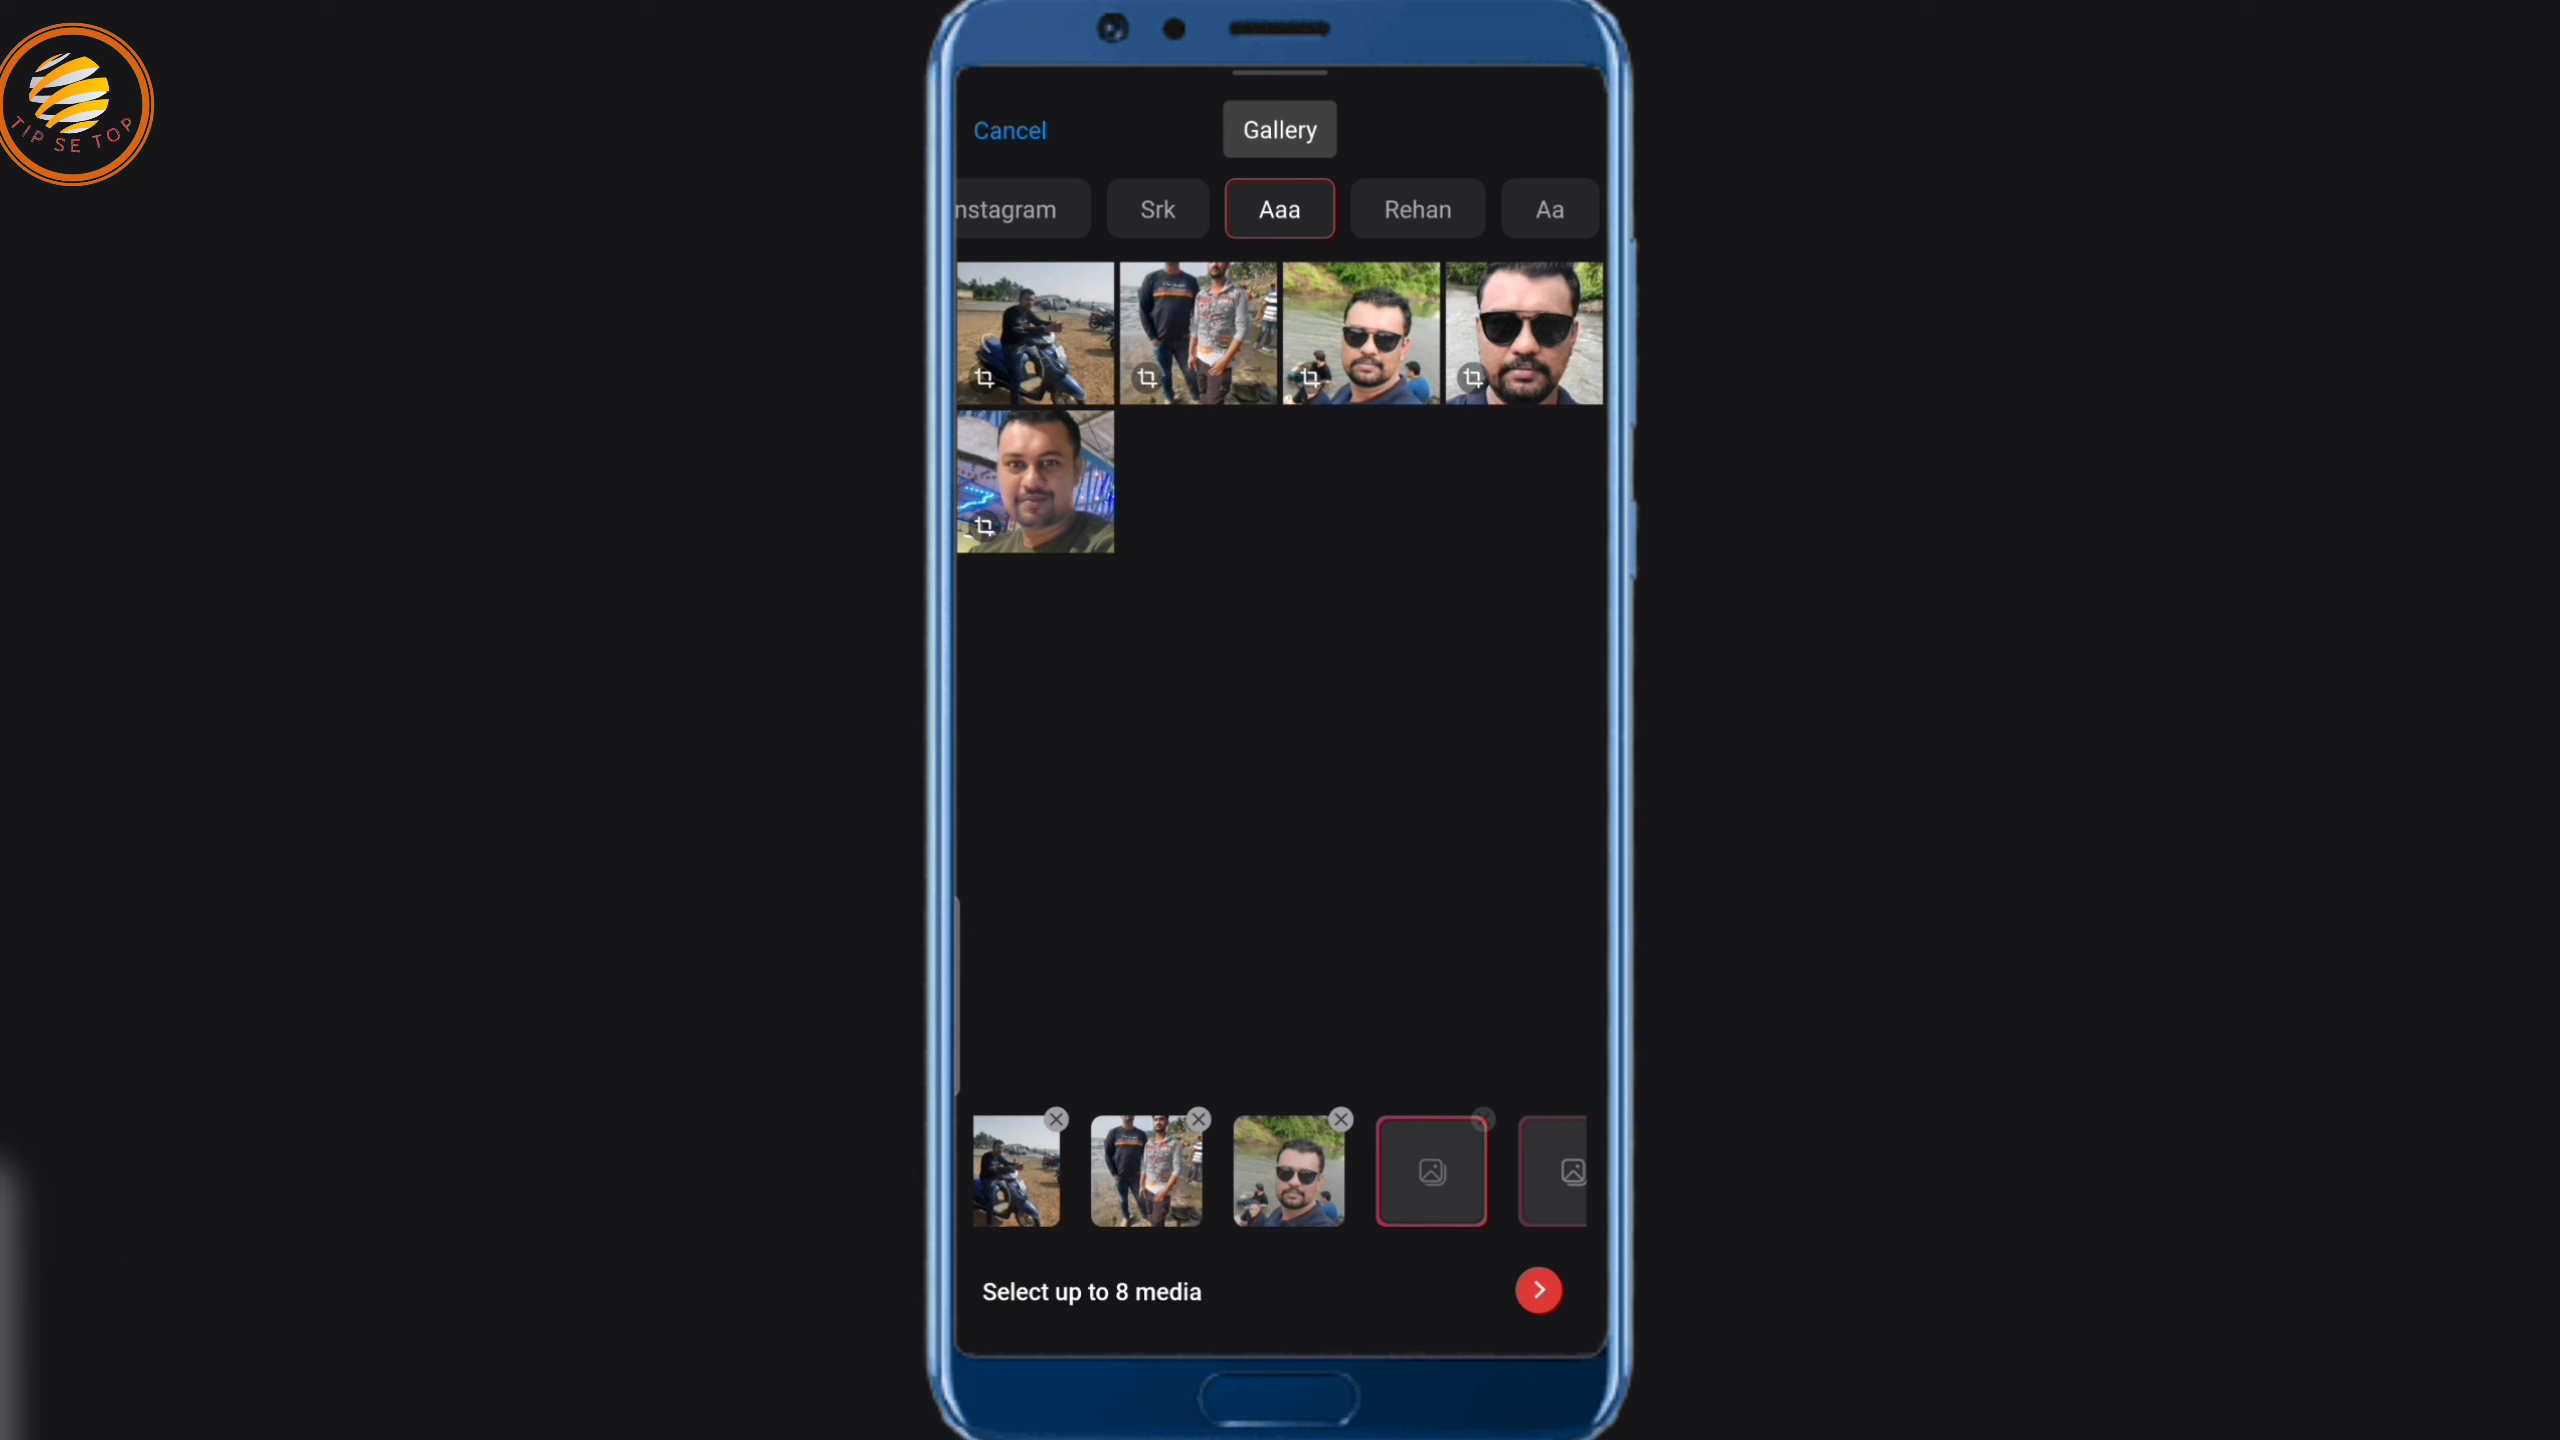 TIP SE TOP
Cancel
Gallery
nstagram
Srk
Aaa
Rehan
Aa
Select up to 8 media